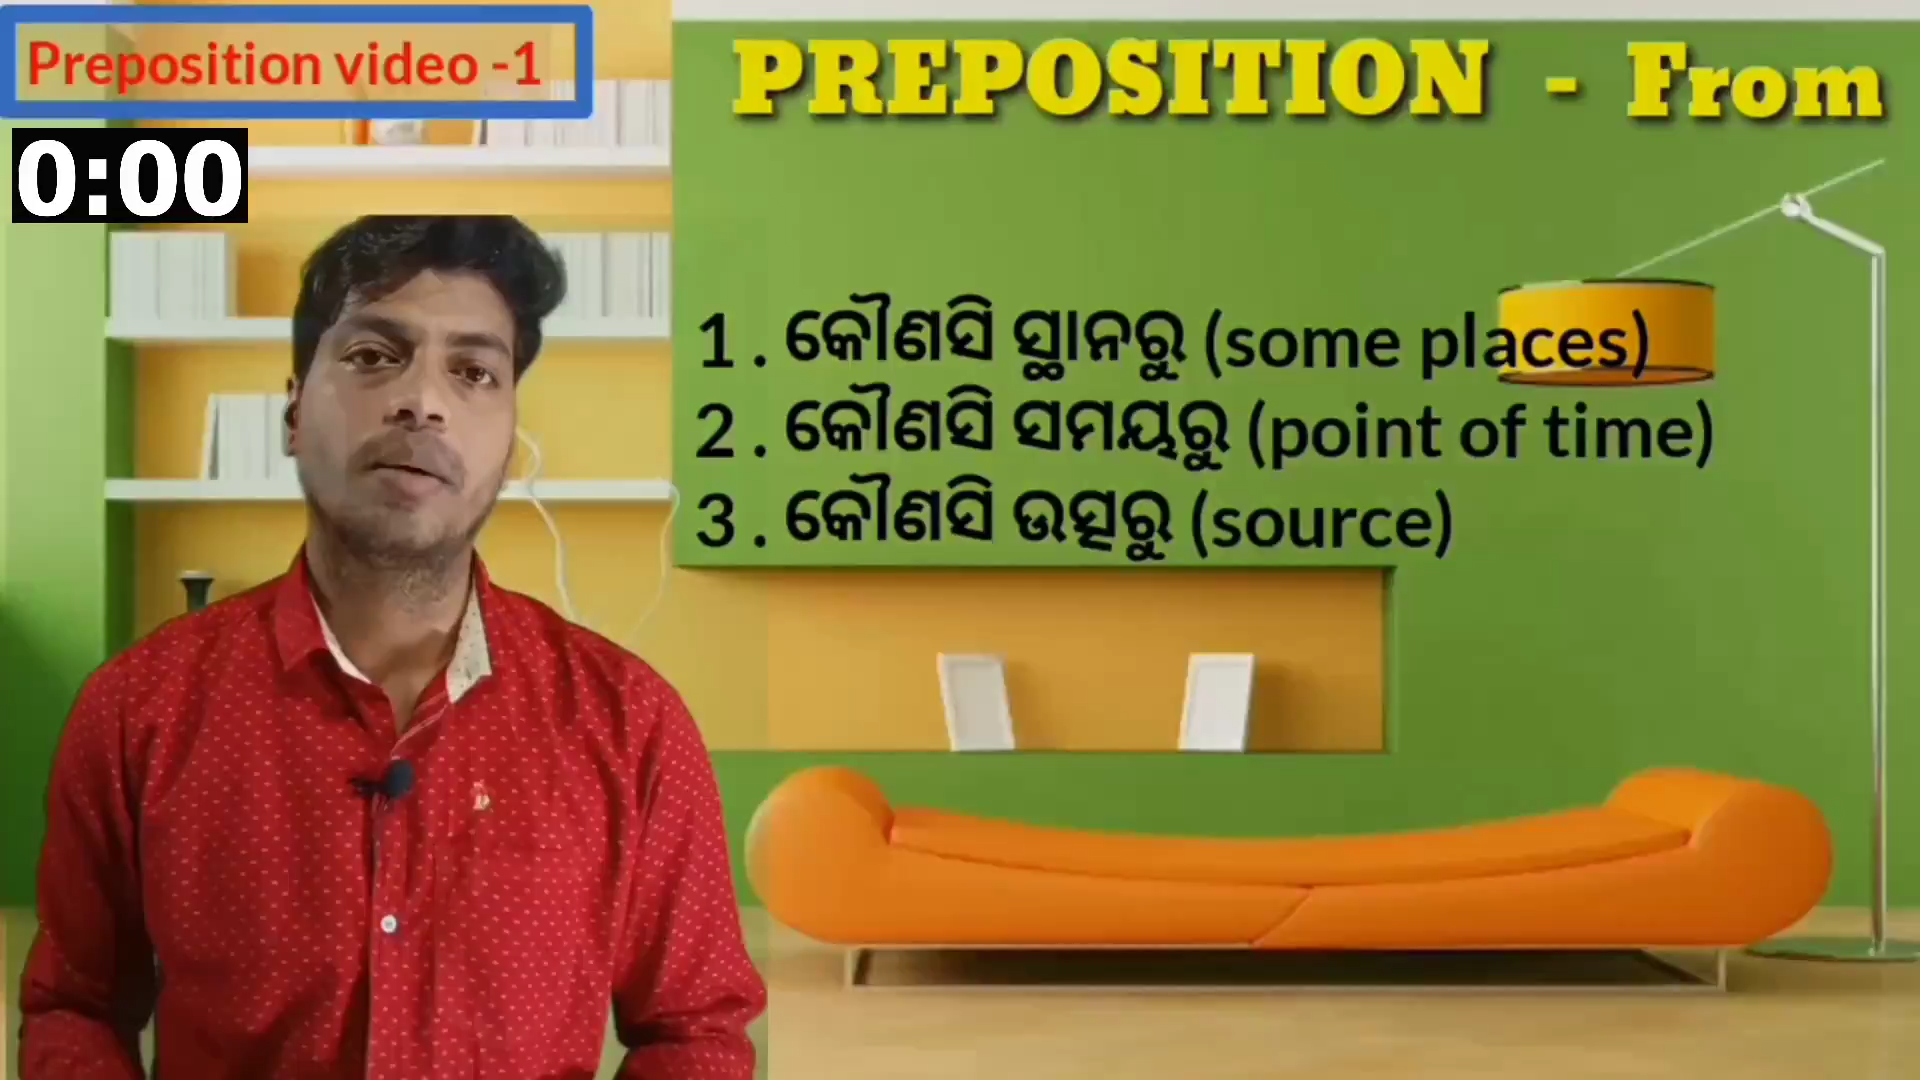 Preposition video -1
0:00
PREPOSITION - From
1 . କୌଣସି ସ୍ଥାନରୁ (some places)
2 . କୌଣସି ସମୟରୁ (point of time)
3 . କୌଣସି ଉତ୍ସରୁ (source)